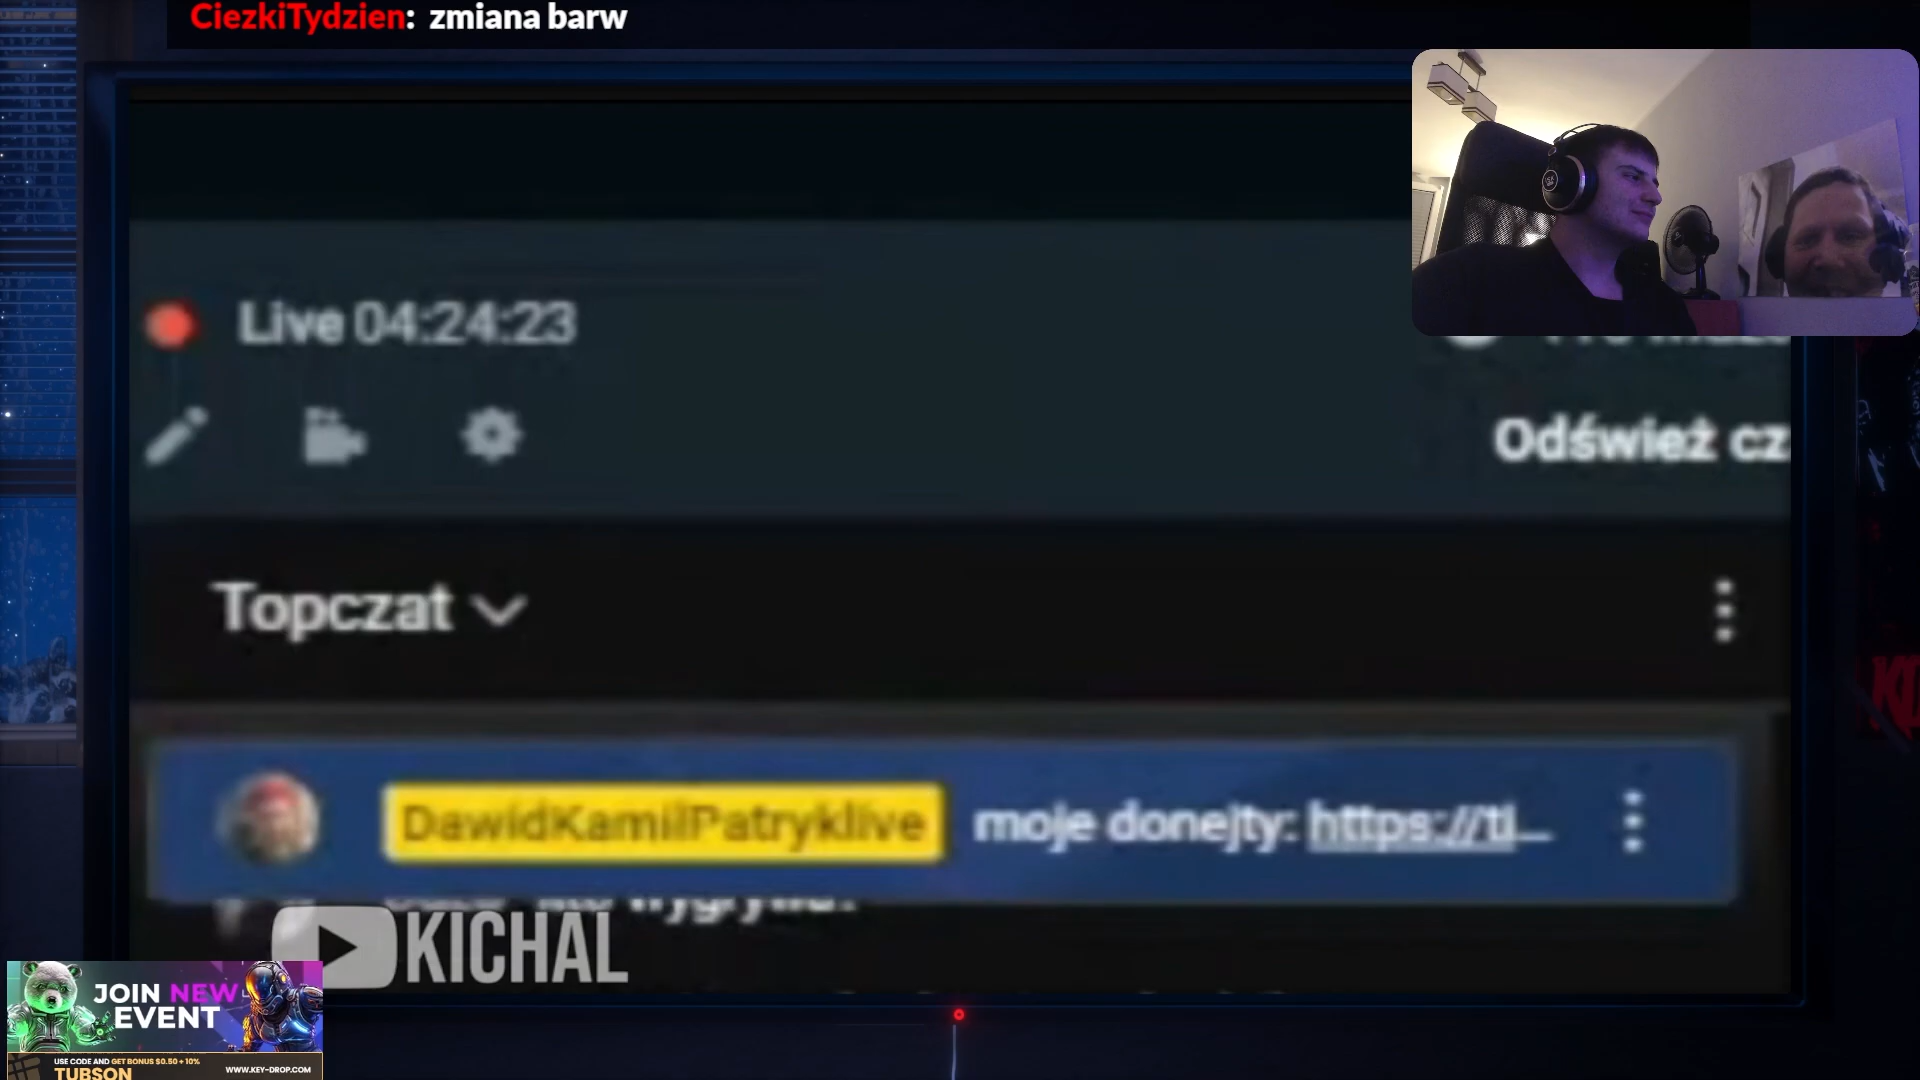 CiezkiTydzien: zmiana barw
Live 04:24:23
Odśwież cz
Topczat
DawidKamilPatryklive moje donejty: https://ti...
KICHAL
JOIN NEW
EVENT
USE CODE AND GET BONUS $0.50 + 10%
TUBSON
WWW.KEY-DROP.COM